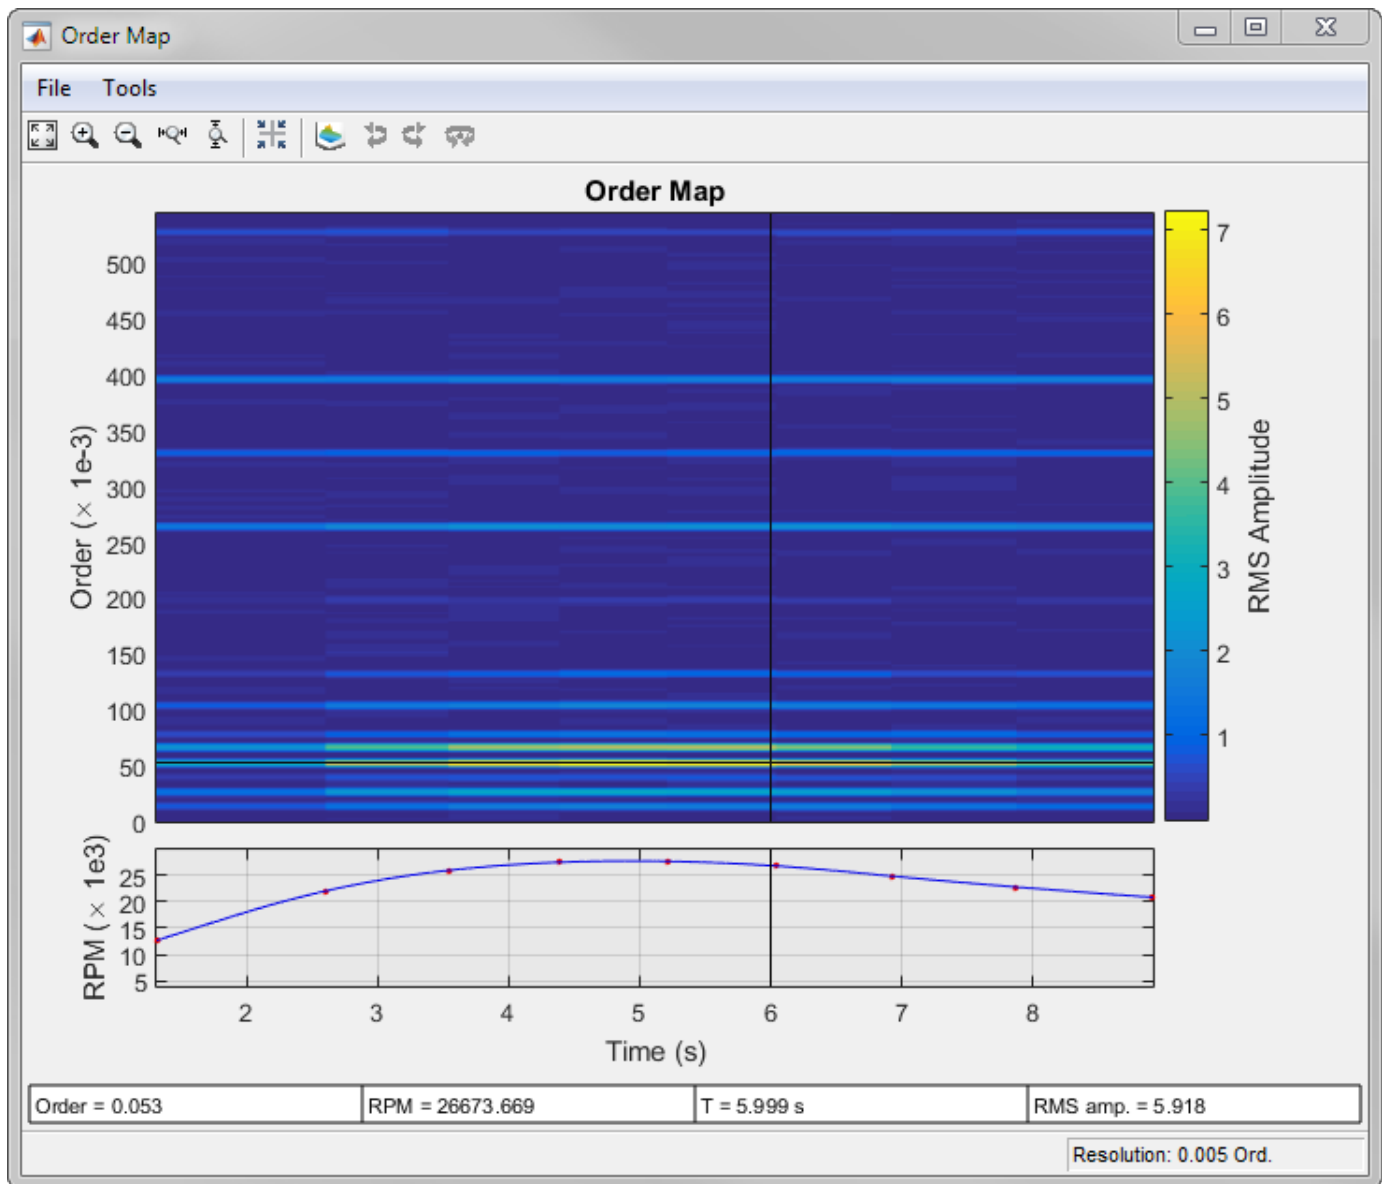 Order Map
File Tools
Order Map
500
450
400
350
300
250
200
150
100
50
0
Order (× 1e-3)
7
6
5
4
3
2
1
RMS Amplitude
25
20
15
10
5
RPM (× 1e3)
2 3 4 5 6 7 8
Time (s)
Order = 0.053 RPM = 26673.669 T = 5.999 s RMS amp. = 5.918
Resolution: 0.005 Ord.